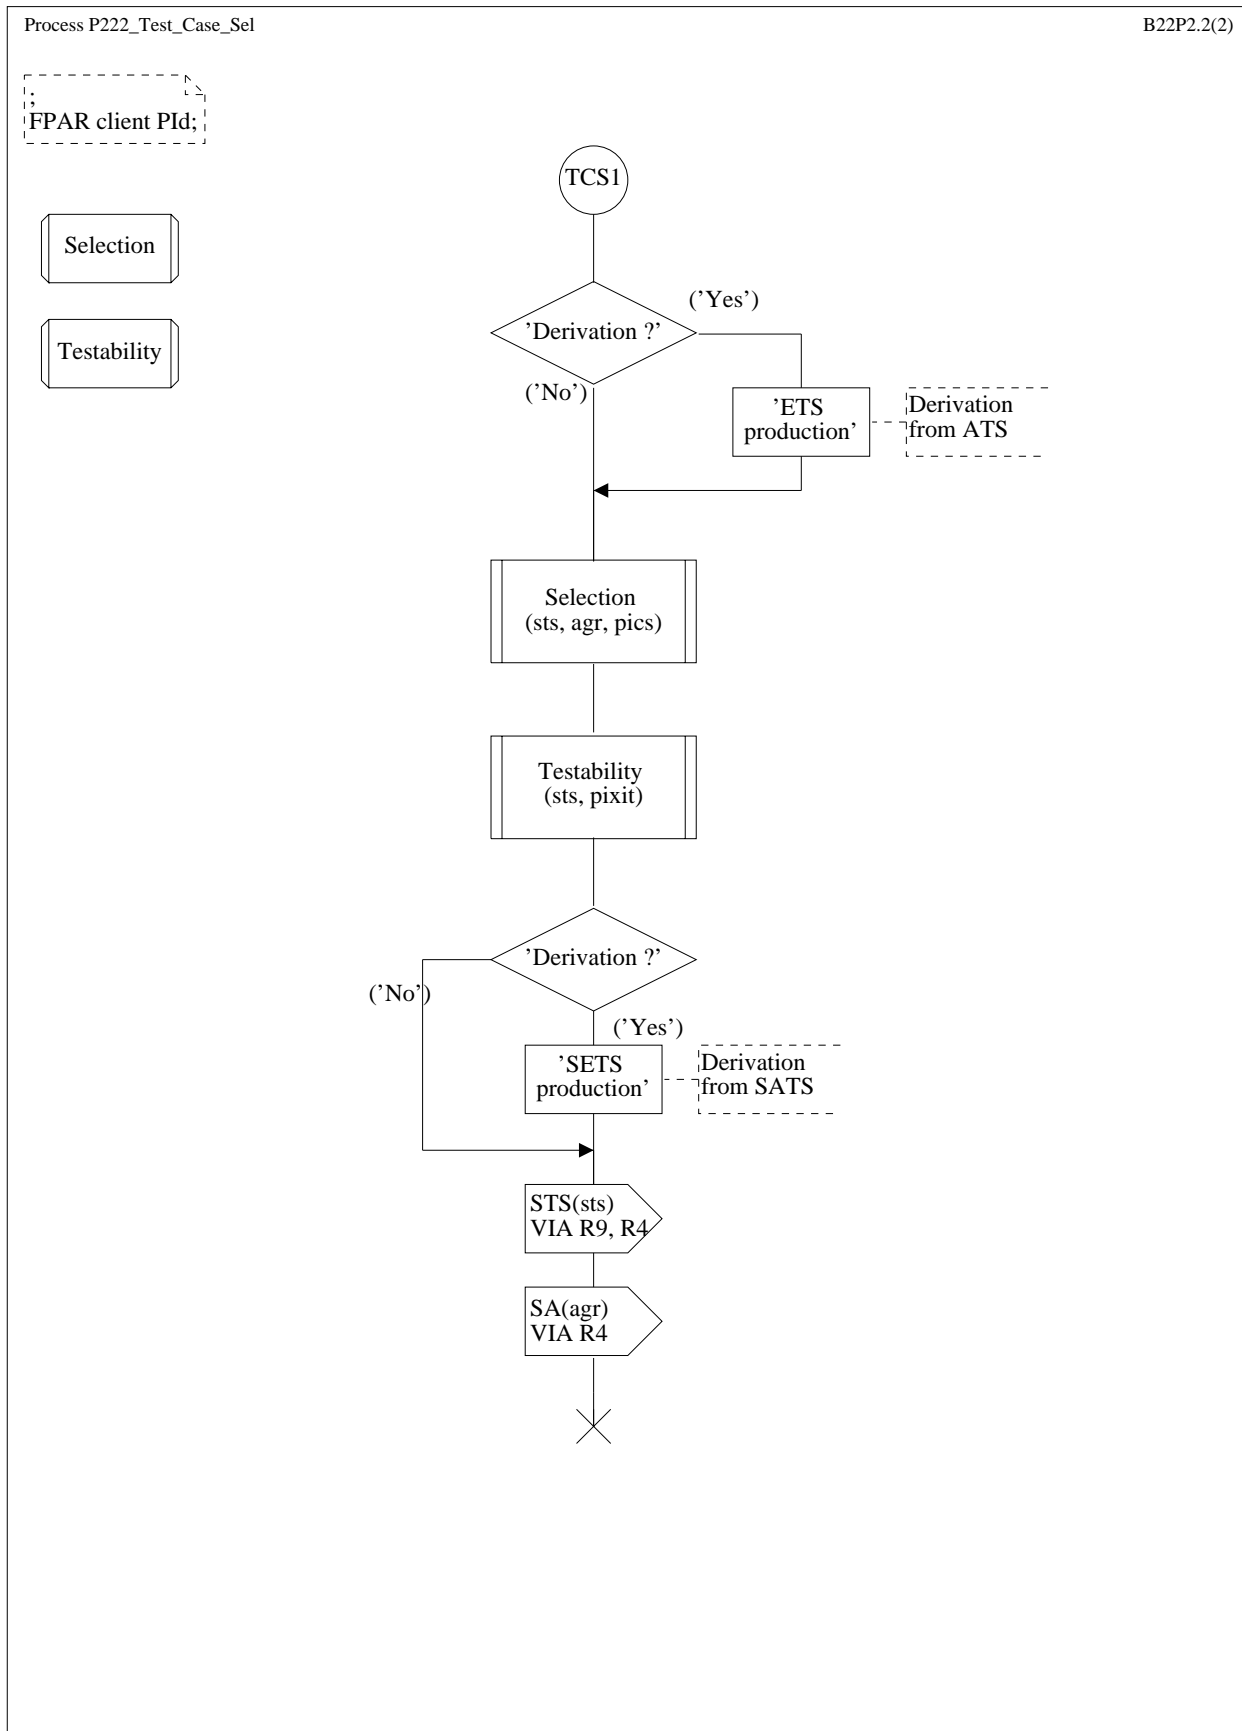 Process P222_Test_Case_Sel
B22P2.2(2)
;
FPAR client PId;
TCS1
Selection
Testability
’Derivation ?’
(’Yes’)
(’No’)
’ETS
production’
Derivation
from ATS
Selection
(sts, agr, pics)
Testability
(sts, pixit)
’Derivation ?’
(’No’)
(’Yes’)
’SETS
production’
Derivation
from SATS
STS(sts)
VIA R9, R4
SA(agr)
VIA R4